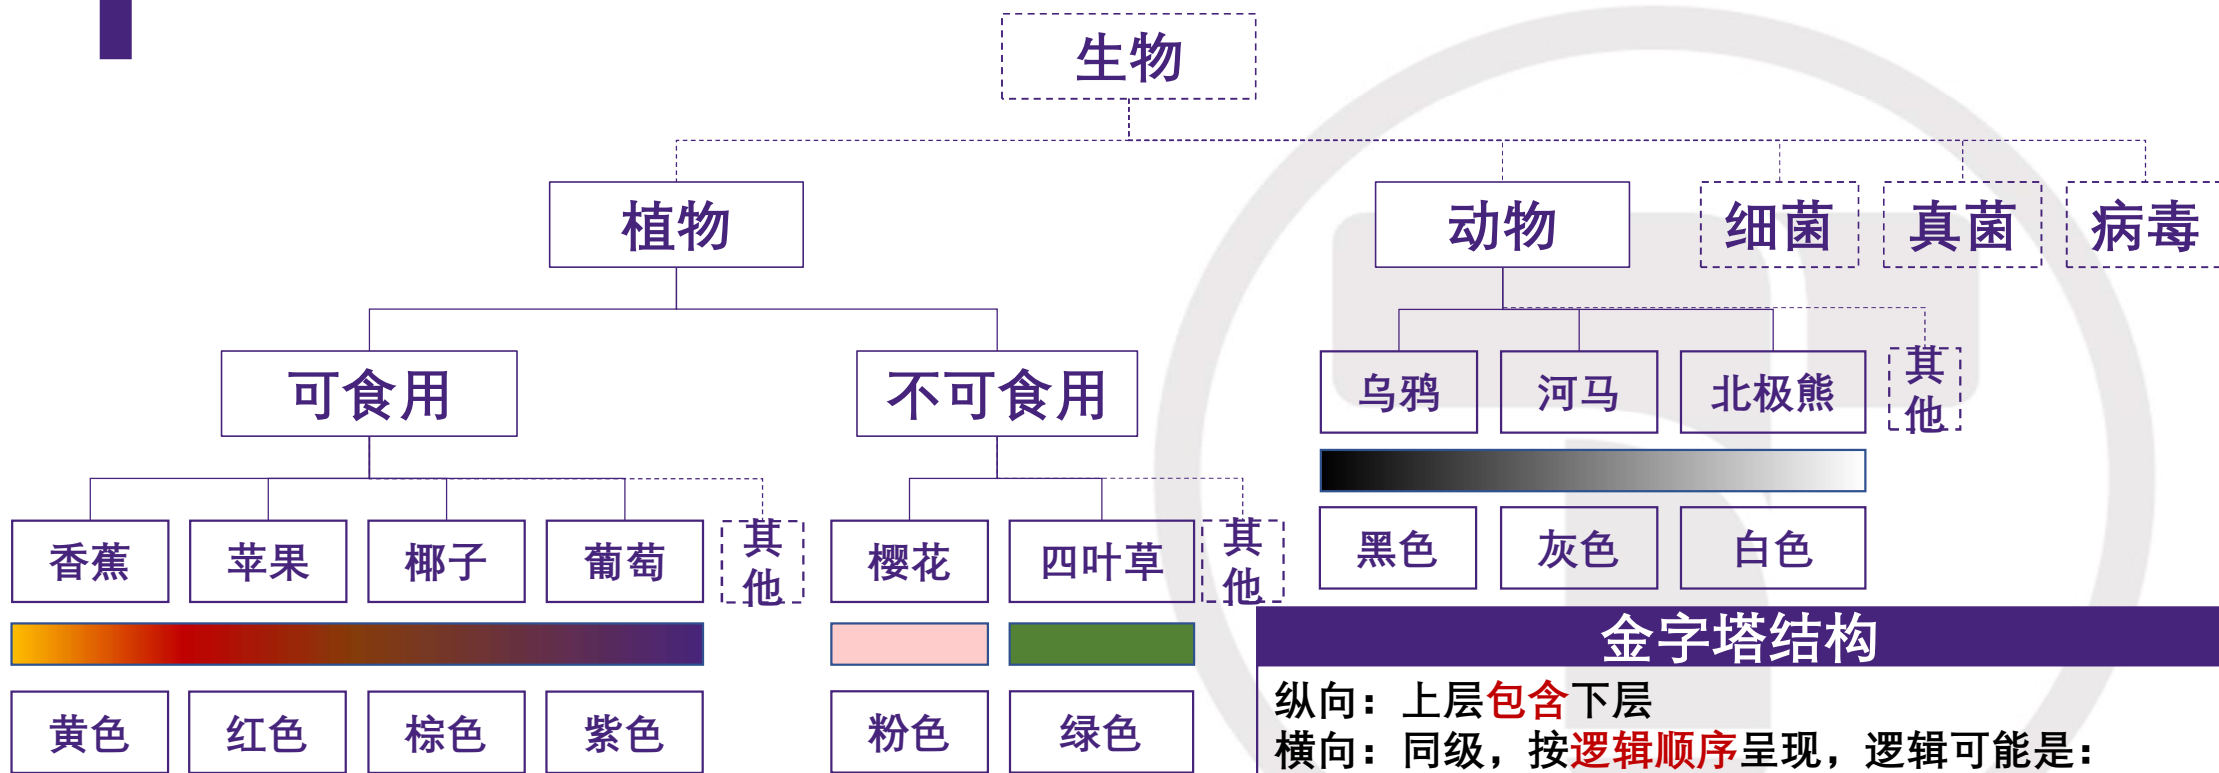 生物
植物
动物
细菌
真菌
病毒
可食用
不可食用
乌鸦
河马
北极熊
其他
香蕉
苹果
椰子
葡萄
其他
樱花
四叶草
其他
黑色
灰色
白色
黄色
红色
棕色
紫色
粉色
绿色
金字塔结构
纵向：上层包含下层
横向：同级，按逻辑顺序呈现，逻辑可能是：